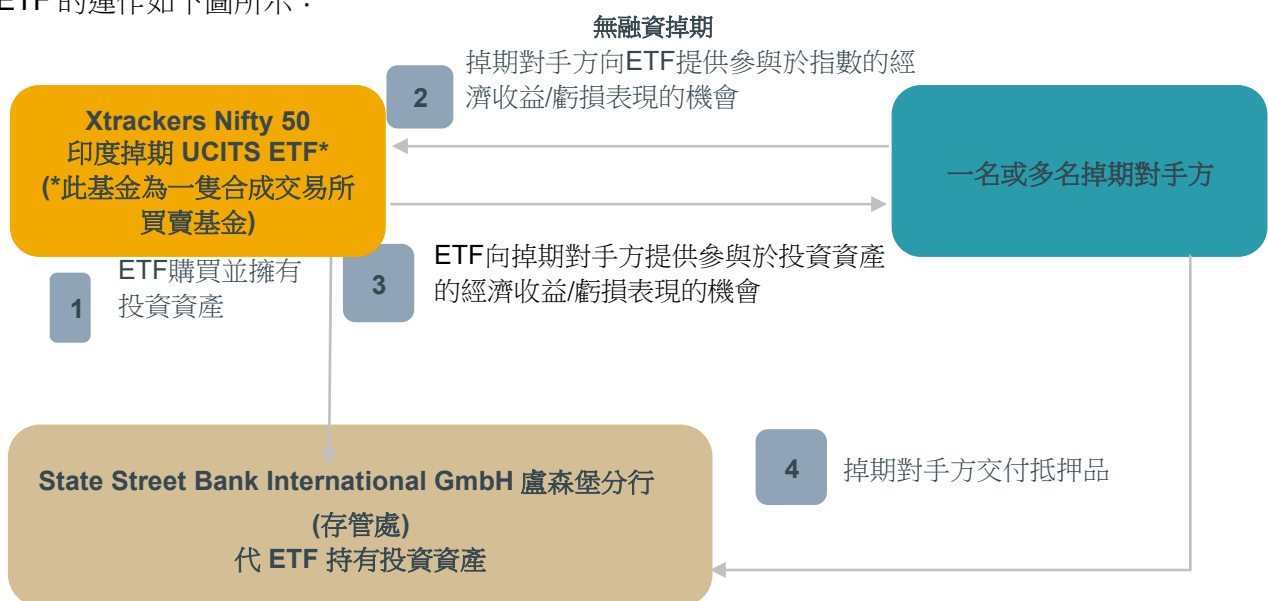 ETF 的運作如下圖所示：
無融資掉期
掉期對手方向ETF提供參與於指數的經
濟收益/虧損表現的機會
2
Xtrackers Nifty 50
印度掉期 UCITS ETF*
(*此基金為一隻合成交易所
買賣基金)
一名或多名掉期對手方
ETF向掉期對手方提供參與於投資資產
的經濟收益/虧損表現的機會
3
ETF購買並擁有
投資資產
1
State Street Bank International GmbH 盧森堡分行
(存管處)
代 ETF 持有投資資產
4
掉期對手方交付抵押品